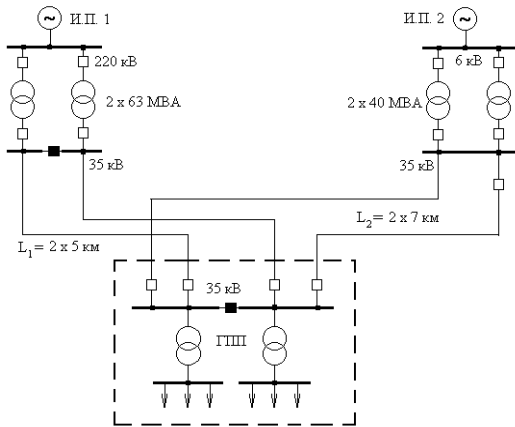 И.П. 1
И.П. 2
220 кВ
6 кВ
2 x 63 МВА
2 x 40 МВА
35 кВ
35 кВ
L₁= 2 x 5 км
L₂= 2 x 7 км
35 кВ
ГПП